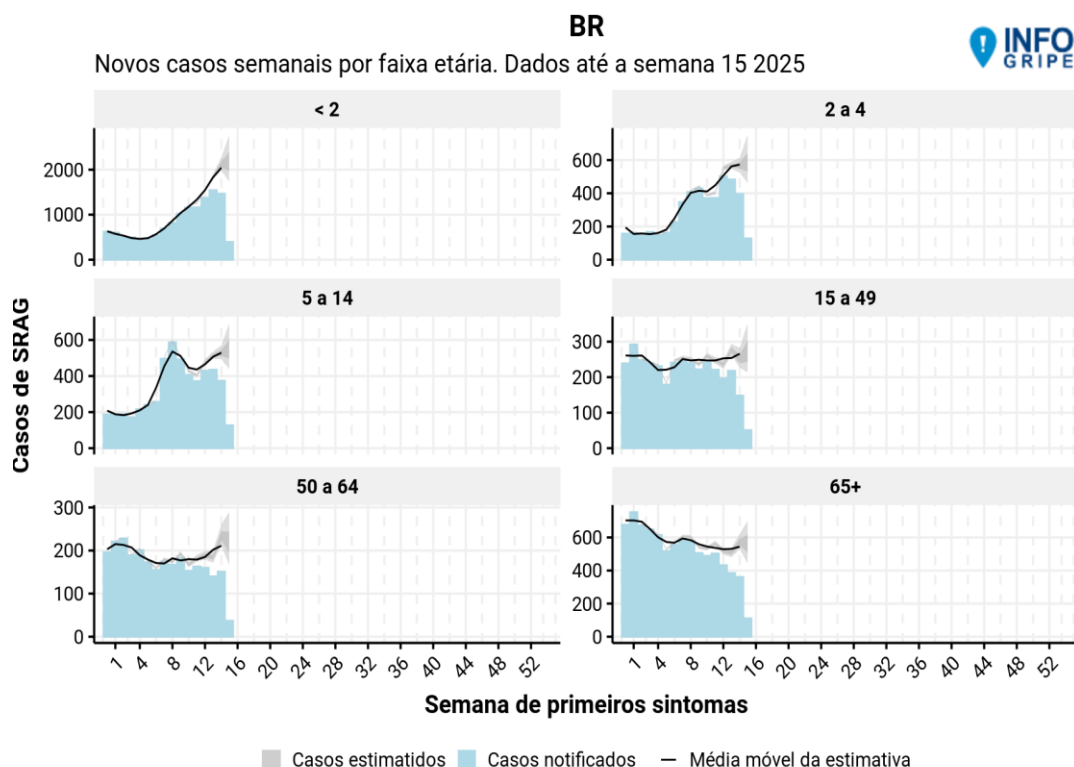 BR
INFO
GRIPE
Novos casos semanais por faixa etária. Dados até a semana 15 2025
< 2
2 a 4
2000
1000
0
600
400
200
0
5 a 14
15 a 49
600
400
200
0
300
200
100
0
50 a 64
65+
300
200
100
0
600
400
200
0
1 4 8 12 16 20 24 28 32 36 40 44 48 52
1 4 8 12 16 20 24 28 32 36 40 44 48 52
Casos de SRAG
Semana de primeiros sintomas
Casos estimatidos Casos notificados Média móvel da estimativa